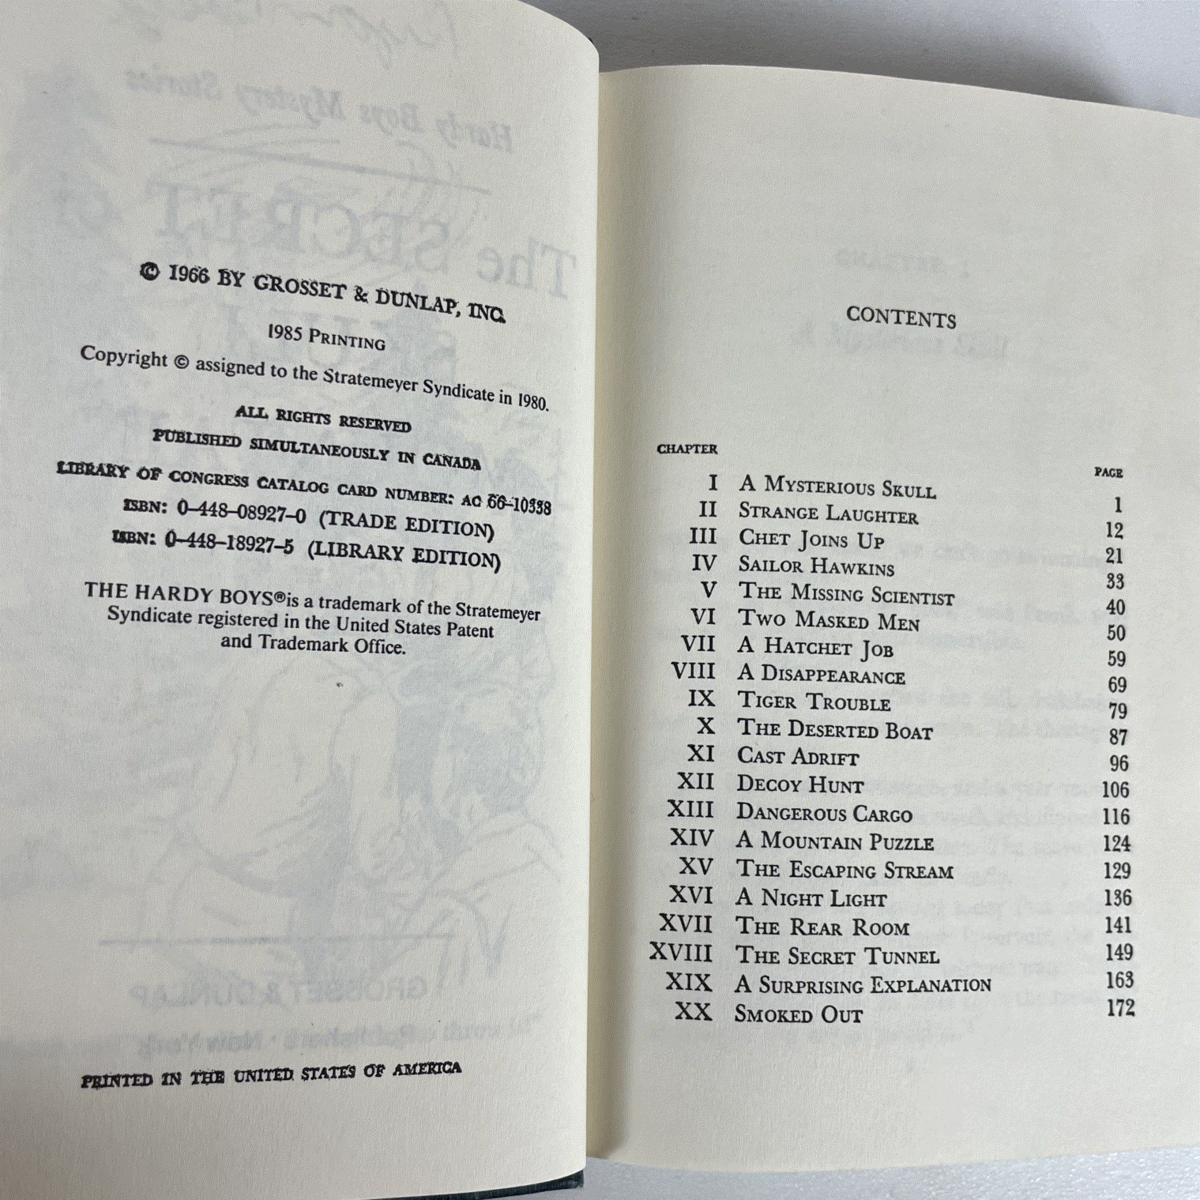 © 1966 BY GROSSET & DUNLAP, INC.
1985 PRINTING
Copyright © assigned to the Stratemeyer Syndicate in 1980.
ALL RIGHTS RESERVED
PUBLISHED SIMULTANEOUSLY IN CANADA
LIBRARY OF CONGRESS CATALOG CARD NUMBER: AC 66-10358
ISBN: 0-448-08927-0 (TRADE EDITION)
ISBN: 0-448-18927-5 (LIBRARY EDITION)
THE HARDY BOYS® is a trademark of the Stratemeyer
Syndicate registered in the United States Patent
and Trademark Office.
PRINTED IN THE UNITED STATES OF AMERICA
CONTENTS
CHAPTER PAGE
I A MYSTERIOUS SKULL 1
II STRANGE LAUGHTER 12
III CHET JOINS UP 21
IV SAILOR HAWKINS 33
V THE MISSING SCIENTIST 40
VI TWO MASKED MEN 50
VII A HATCHET JOB 59
VIII A DISAPPEARANCE 69
IX TIGER TROUBLE 79
X THE DESERTED BOAT 87
XI CAST ADRIFT 96
XII DECOY HUNT 106
XIII DANGEROUS CARGO 116
XIV A MOUNTAIN PUZZLE 124
XV THE ESCAPING STREAM 129
XVI A NIGHT LIGHT 136
XVII THE REAR ROOM 141
XVIII THE SECRET TUNNEL 149
XIX A SURPRISING EXPLANATION 163
XX SMOKED OUT 172